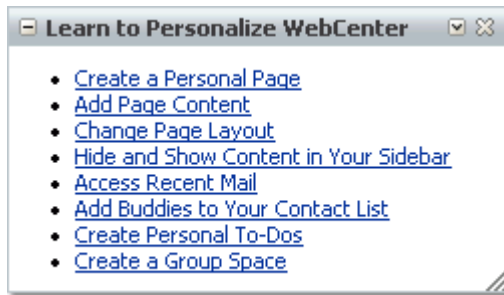 Learn to Personalize WebCenter
Create a Personal Page
Add Page Content
Change Page Layout
Hide and Show Content in Your Sidebar
Access Recent Mail
Add Buddies to Your Contact List
Create Personal To-Dos
Create a Group Space